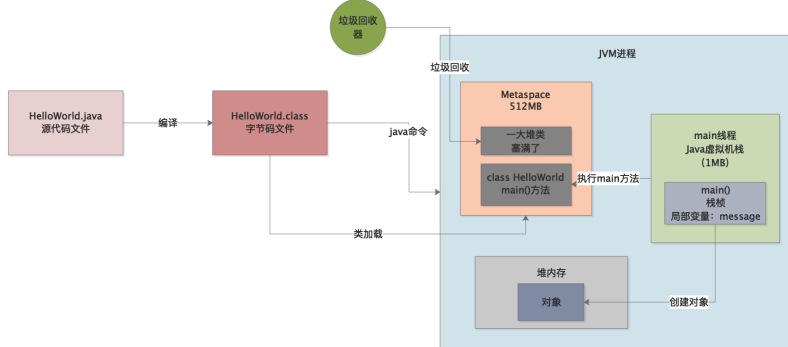 垃圾回收
器
JVM进程
垃圾回收
HelloWorld.java
源代码文件
编译
HelloWorld.class
字节码文件
java命令
Metaspace
512MB
一大堆类
塞满了
class HelloWorld
main()方法
执行main方法
main线程
Java虚拟机栈
(1MB)
main()
栈桢
局部变量：message
类加载
堆内存
对象
创建对象